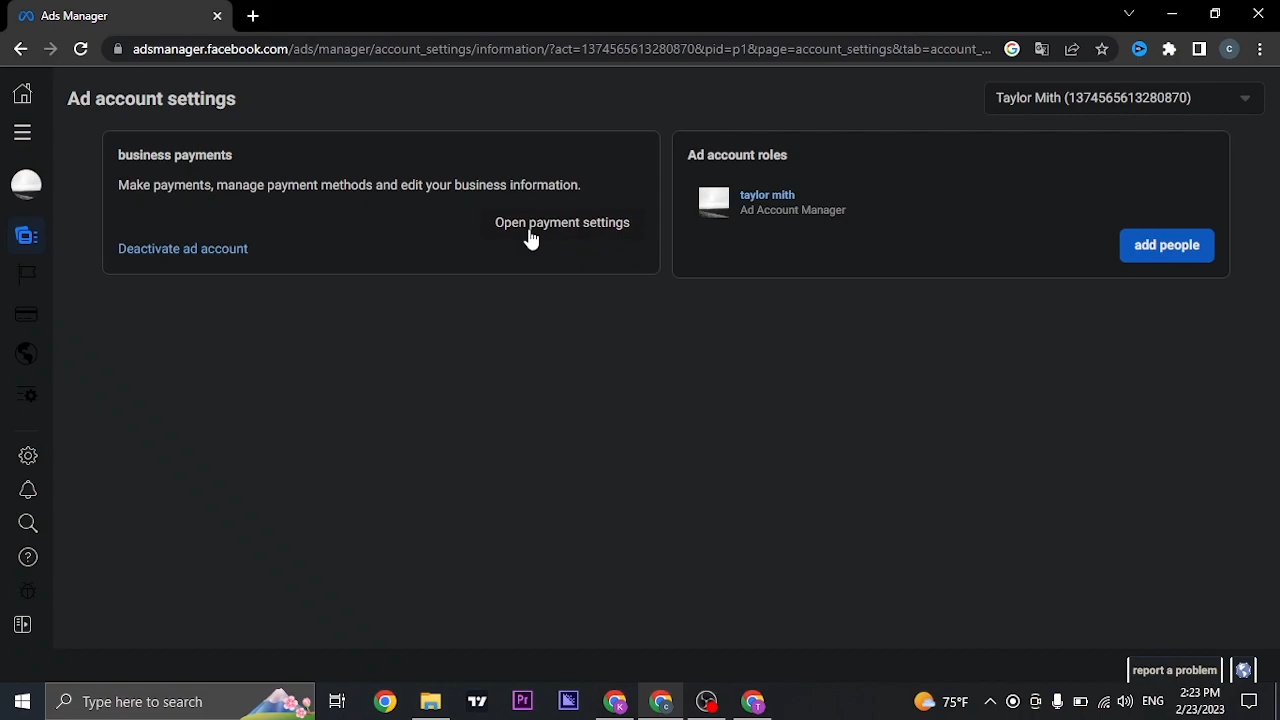 Ads Manager
adsmanager.facebook.com/ads/manager/account_settings/information/?act=1374565613280870&pid=p1&page=account_settings&tab=account_...
c
Ad account settings
Taylor Mith (1374565613280870)
business payments
Make payments, manage payment methods and edit your business information.
Open payment settings
Deactivate ad account
Ad account roles
taylor mith
Ad Account Manager
add people
report a problem
Type here to search
Pr
K
C
T
75°F
ENG
2:23 PM
2/23/2023